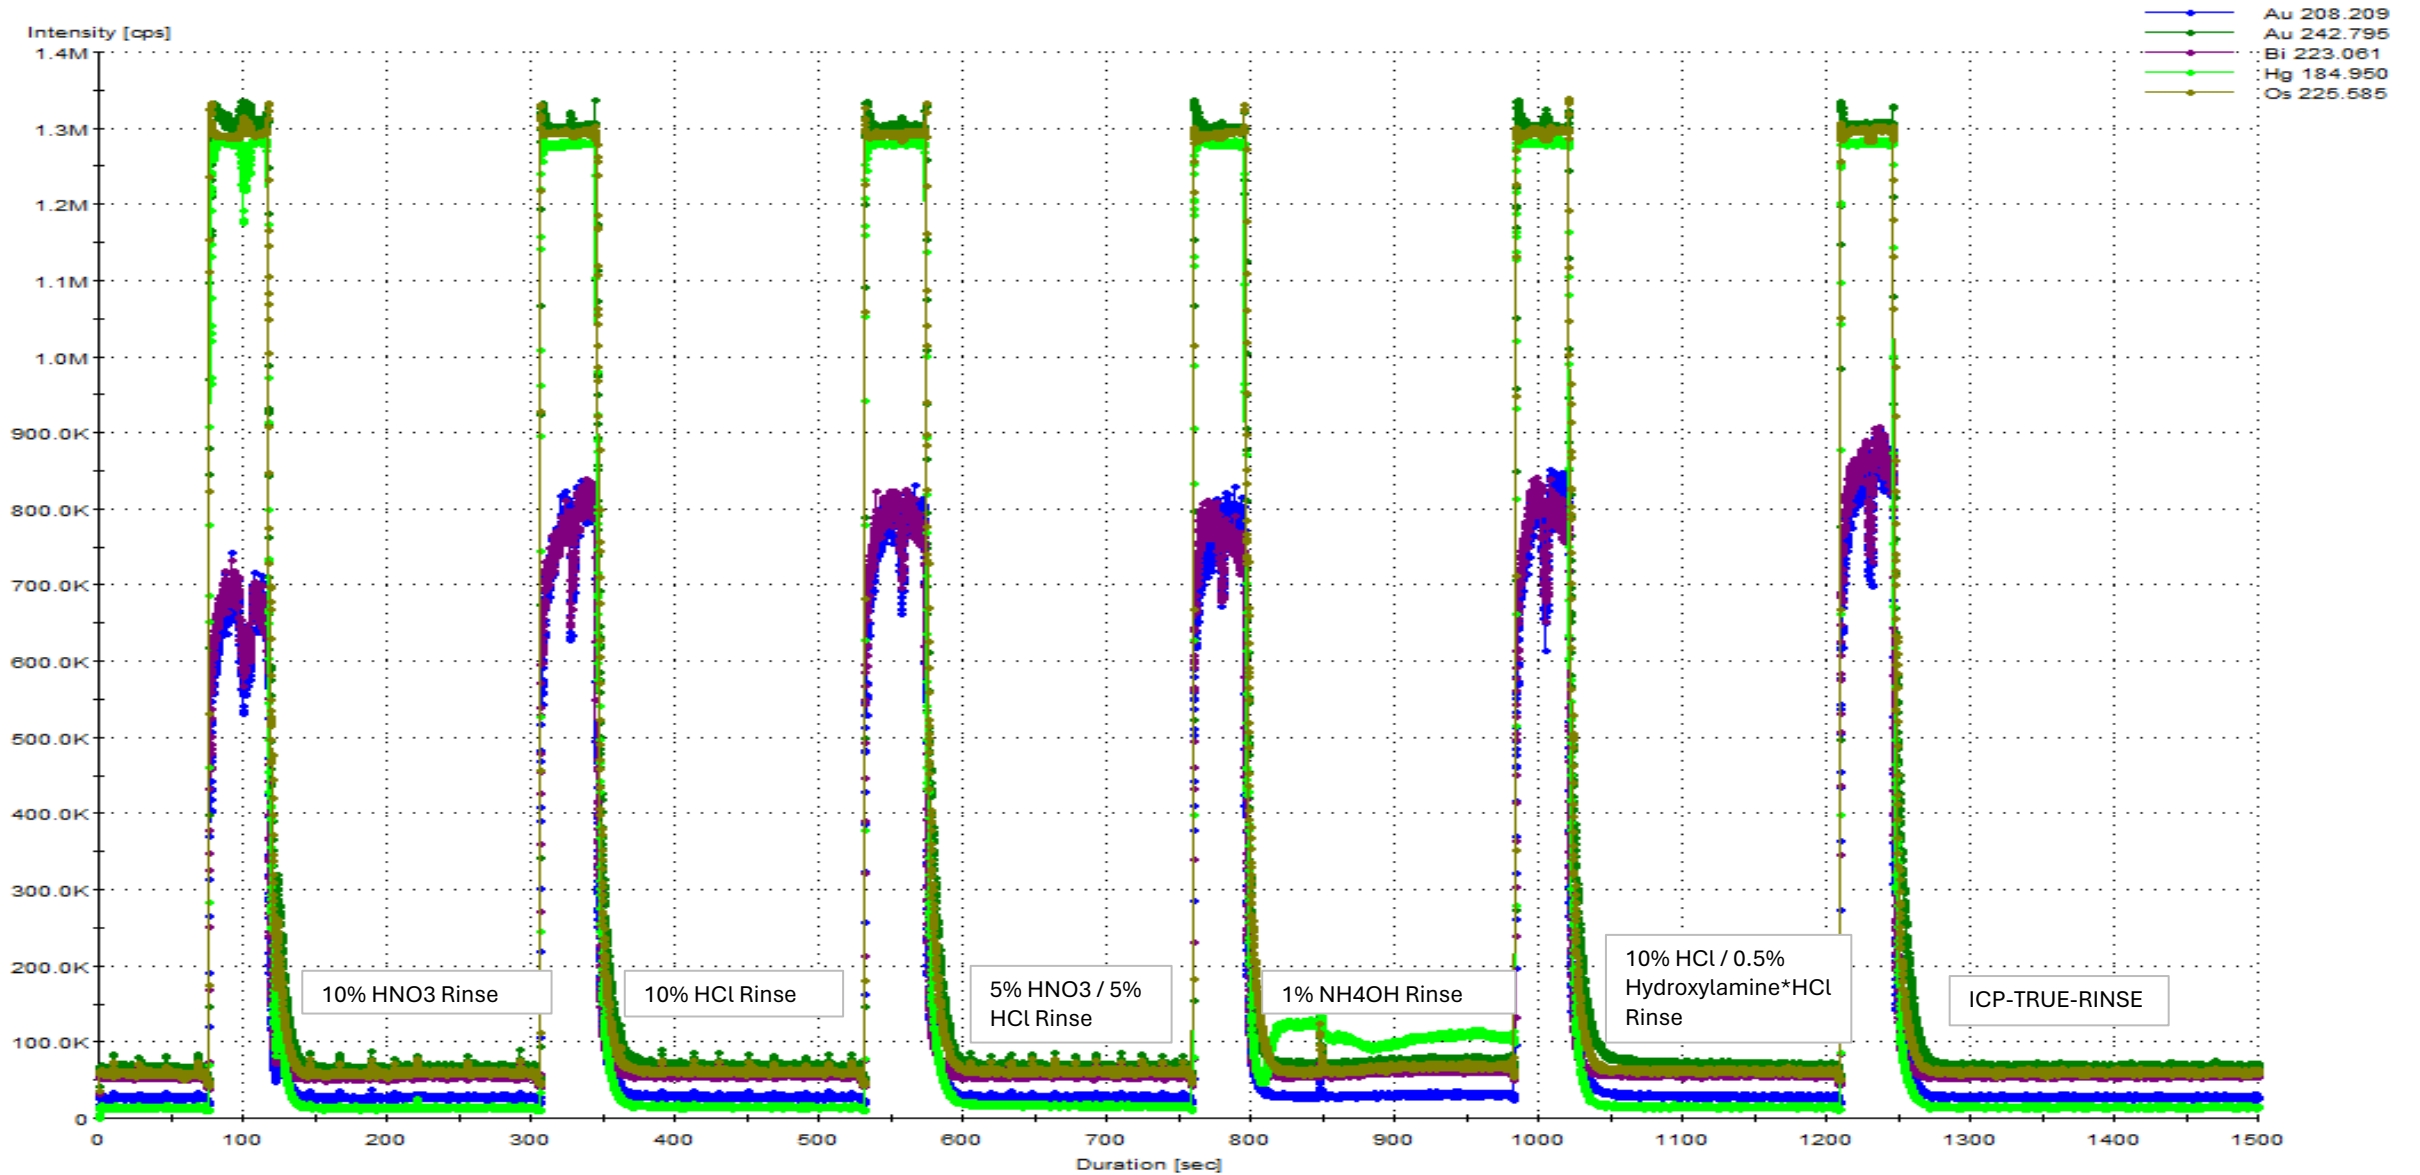 Au 208.209
Au 242.795
Bi 223.061
Hg 184.950
Os 225.585
Intensity [cps]
1.4M
1.3M
1.2M
1.1M
1.0M
900.0K
800.0K
700.0K
600.0K
500.0K
400.0K
300.0K
200.0K
100.0K
0
10% HNO3 Rinse
10% HCl Rinse
5% HNO3 / 5%
HCl Rinse
1% NH4OH Rinse
10% HCl / 0.5%
Hydroxylamine*HCl
Rinse
ICP-TRUE-RINSE
0 100 200 300 400 500 600 700 800 900 1000 1100 1200 1300 1400 1500
Duration [sec]